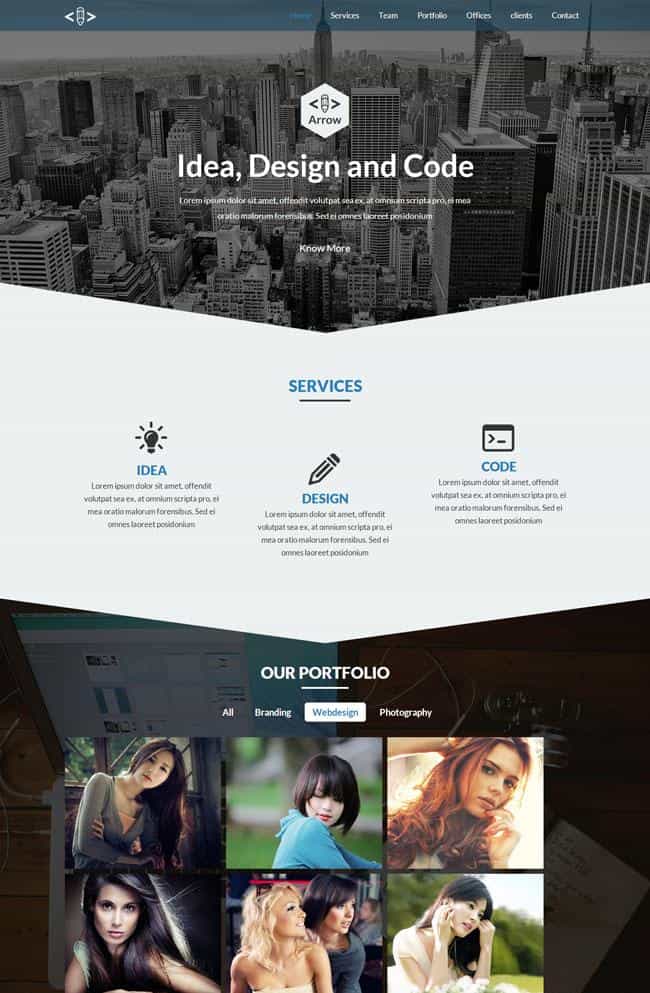 Home Services Team Portfolio Offices clients Contact
Arrow
Idea, Design and Code
Lorem ipsum dolor sit amet, offendit volutpat sea ex, at omnium scripta pro, ei mea
oratio malorum forensibus. Sed ei omnes laoreet posidonium
Know More
SERVICES
IDEA
Lorem ipsum dolor sit amet, offendit
volutpat sea ex, at omnium scripta pro, ei
mea oratio malorum forensibus. Sed ei
omnes laoreet posidonium
DESIGN
Lorem ipsum dolor sit amet, offendit
volutpat sea ex, at omnium scripta pro, ei
mea oratio malorum forensibus. Sed ei
omnes laoreet posidonium
CODE
Lorem ipsum dolor sit amet, offendit
volutpat sea ex, at omnium scripta pro, ei
mea oratio malorum forensibus. Sed ei
omnes laoreet posidonium
OUR PORTFOLIO
All Branding Webdesign Photography